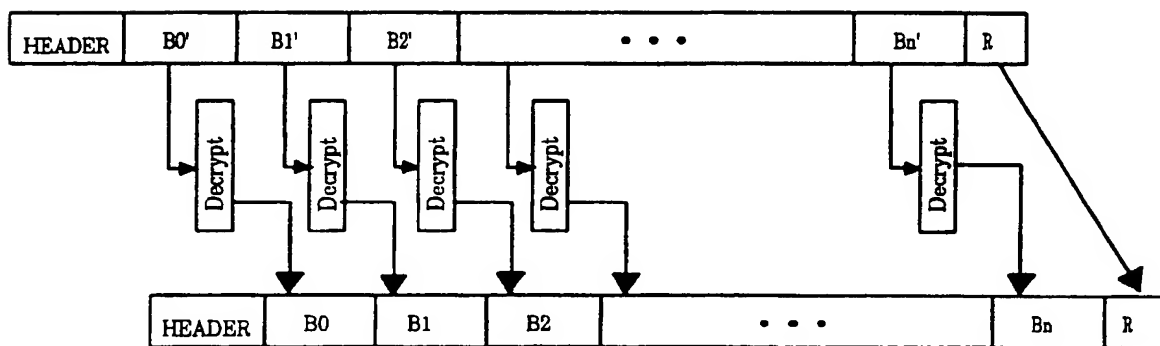 HEADER B0' B1' B2' • • • Bn' R
Decrypt Decrypt Decrypt Decrypt Decrypt
HEADER B0 B1 B2 • • • Bn R